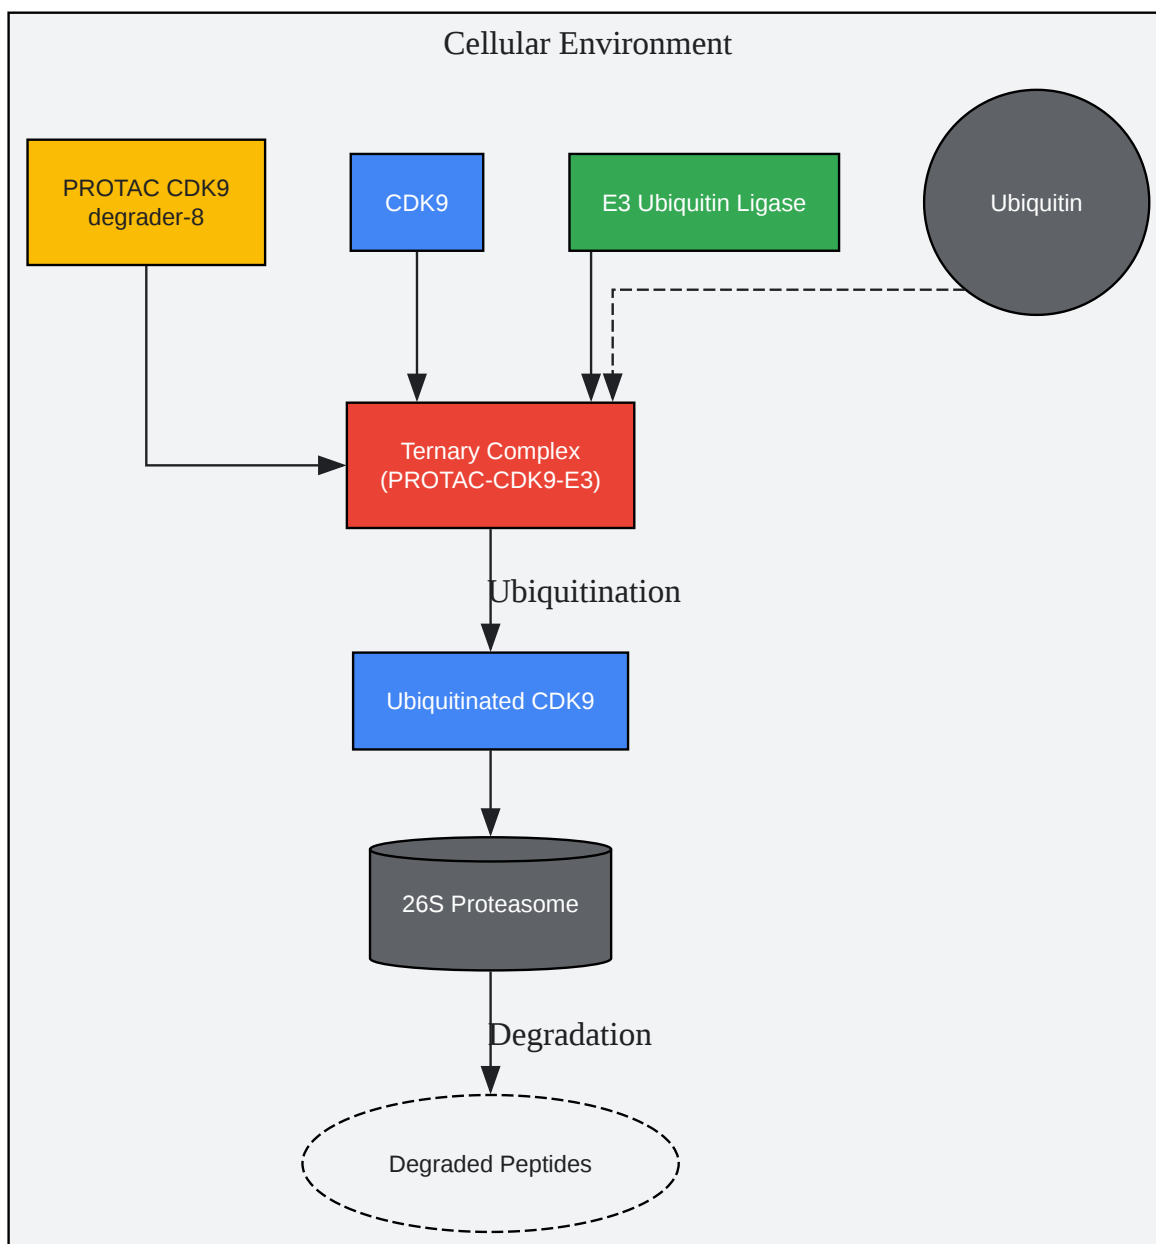 Cellular Environment
PROTAC CDK9
degrader-8
CDK9
E3 Ubiquitin Ligase
Ubiquitin
Ternary Complex
(PROTAC-CDK9-E3)
Ubiquitination
Ubiquitinated CDK9
26S Proteasome
Degradation
Degraded Peptides